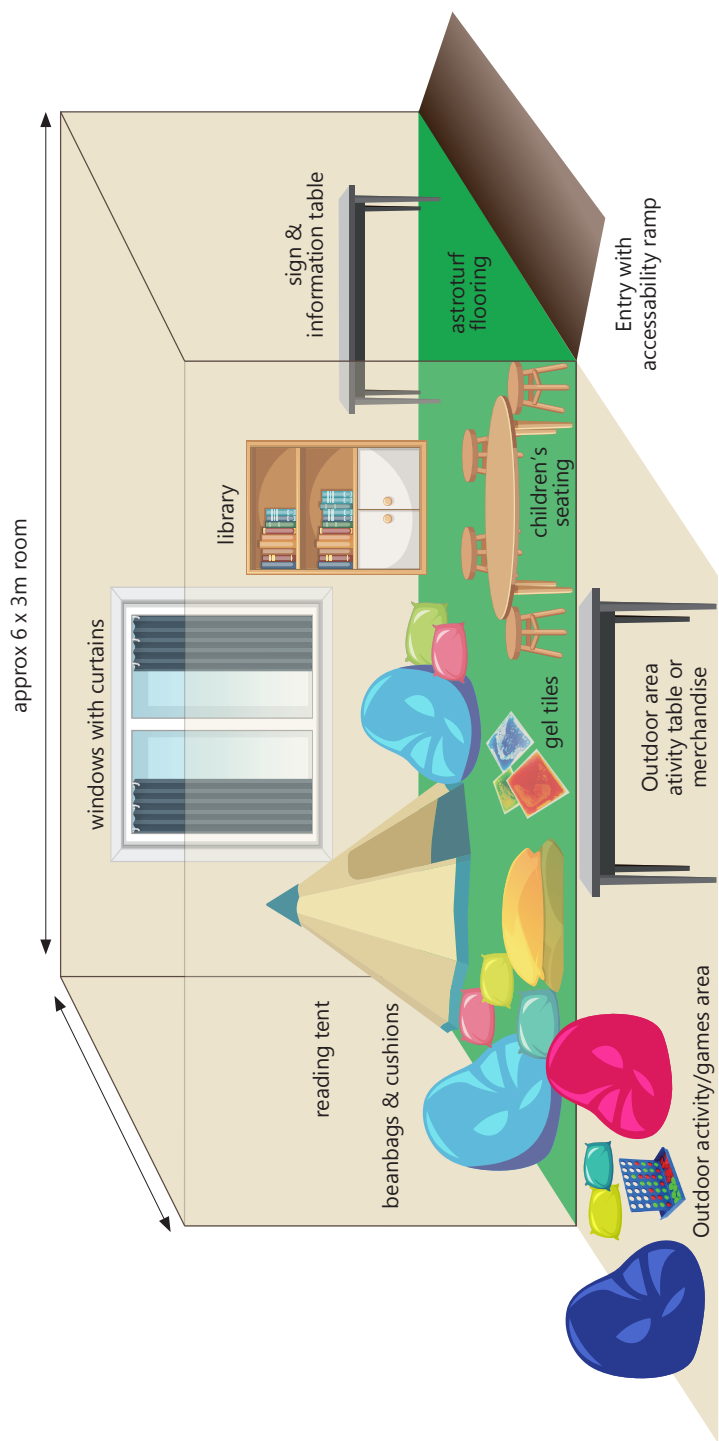 approx 6 x 3m room
windows with curtains
library
sign &
information table
reading tent
beanbags & cushions
astroturf
flooring
gel tiles
children's
seating
Entry with
accessability ramp
Outdoor area
ativity table or
merchandise
Outdoor activity/games area